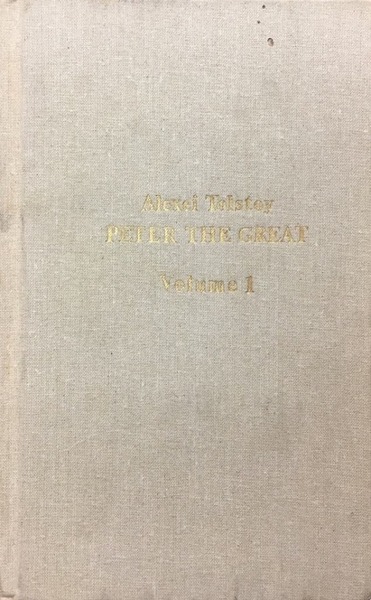 Alexei Tolstoy
PETER THE GREAT
Volume 1